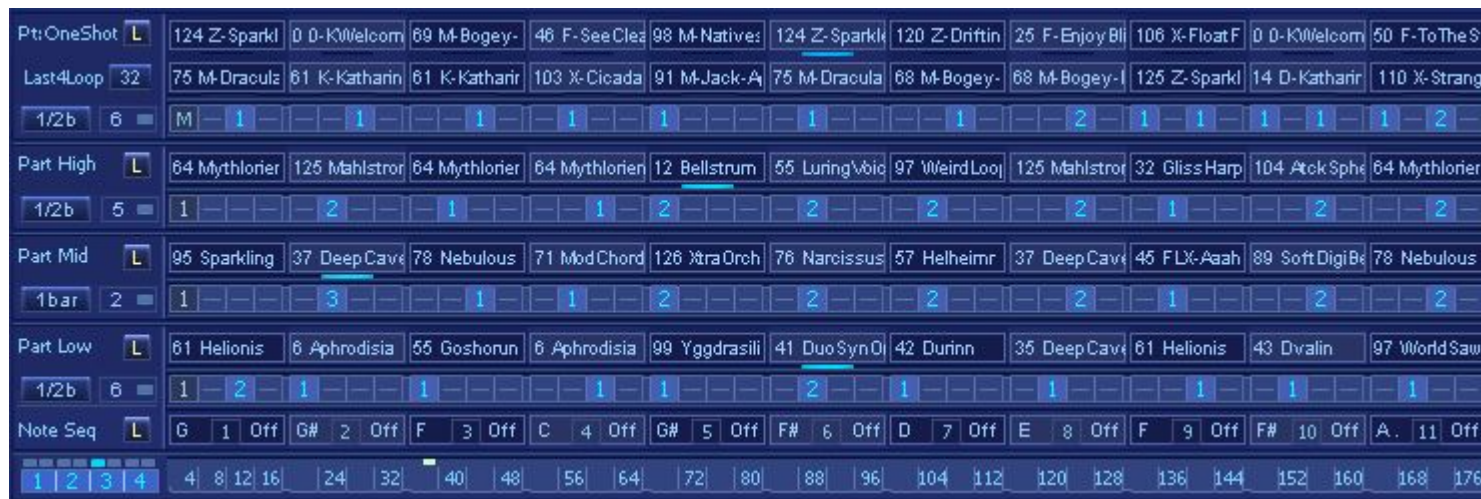 Pt:OneShot L 124 Z-Sparkl 0 0-KWelcom 69 M-Bogey- 46 F-SeeClea 98 M-Natives 124 Z-Sparkle 120 Z-Driftin 25 F-EnjoyBli 106 X-FloatF 0 0-KWelcom 50 F-ToTheS
Last4Loop 32 75 M-Dracula 61 K-Katharin 61 K-Katharin 103 X-Cicada 91 M-Jack-A 75 M-Dracula 68 M-Bogey- 68 M-Bogey-I 125 Z-Sparkl 14 D-Katharin 110 X-Strang
1/2b 6 M 1 1 1 1 1 1 1 2 1 1 1 1 1 2
Part High L 64 Mythlorien 125 Mahlstron 64 Mythlorien 64 Mythlorien 12 Bellstrum 55 LuringVoic 97 WeirdLoop 125 Mahlstron 32 GlissHarp 104 AtckSphe 64 Mythlorien
1/2b 5 1 2 1 1 2 2 2 2 1 2 2
Part Mid L 95 Sparkling 37 DeepCave 78 Nebulous 71 ModChord 126 XtraOrch 76 Narcissus 57 Helheimr 37 DeepCave 45 FLX-Aaah 89 SoftDigiBe 78 Nebulous
1bar 2 1 3 1 1 2 2 2 2 1 2 2
Part Low L 61 Helionis 6 Aphrodisia 55 Goshorun 6 Aphrodisia 99 Yggdrasili 41 DuoSynO 42 Durinn 35 DeepCave 61 Helionis 43 Dvalin 97 WorldSaw
1/2b 6 1 2 1 1 1 1 2 1 1 1 1 1
Note Seq L G 1 Off G# 2 Off F 3 Off C 4 Off G# 5 Off F# 6 Off D 7 Off E 8 Off F 9 Off F# 10 Off A. 11 Off
1 2 3 4 4 8 12 16 24 32 40 48 56 64 72 80 88 96 104 112 120 128 136 144 152 160 168 176